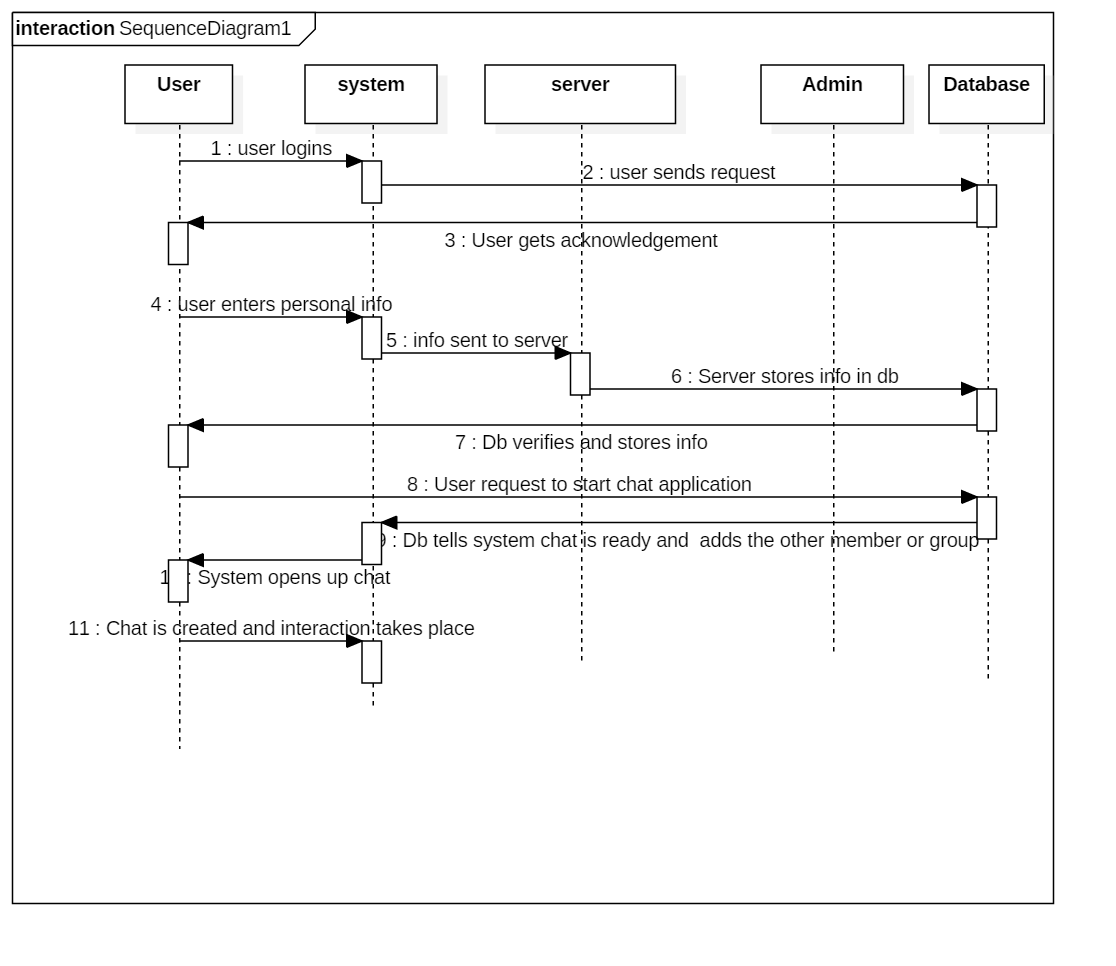 interaction SequenceDiagram1
User
system
server
Admin
Database
1 : user logins
2 : user sends request
3 : User gets acknowledgement
4 : user enters personal info
5 : info sent to server
6 : Server stores info in db
7 : Db verifies and stores info
8 : User request to start chat application
9 : Db tells system chat is ready and  adds the other member or group
: System opens up chat
11 : Chat is created and interaction takes place